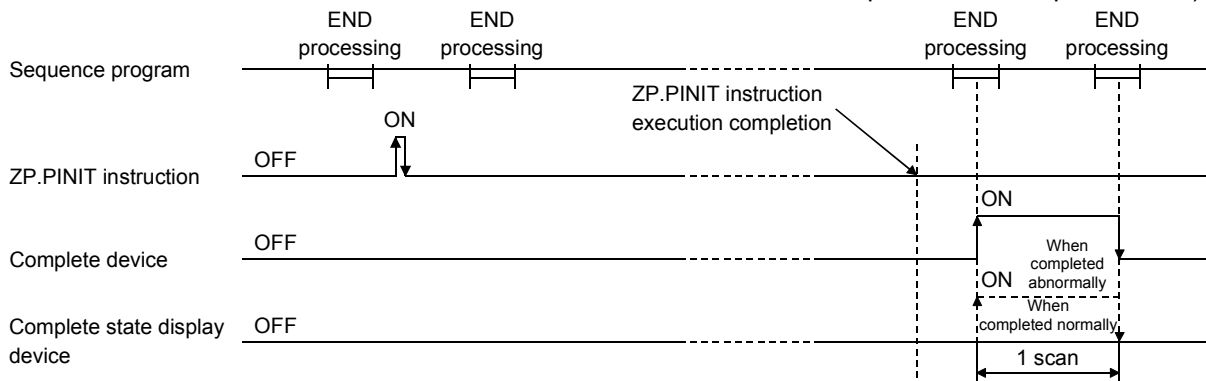 END
processing
END
processing
END
processing
END
processing
Sequence program
ZP.PINIT instruction
execution completion
ON
OFF
ZP.PINIT instruction
ON
OFF
Complete device
When
completed
abnormally
ON
When
completed normally
OFF
Complete state display
device
1 scan